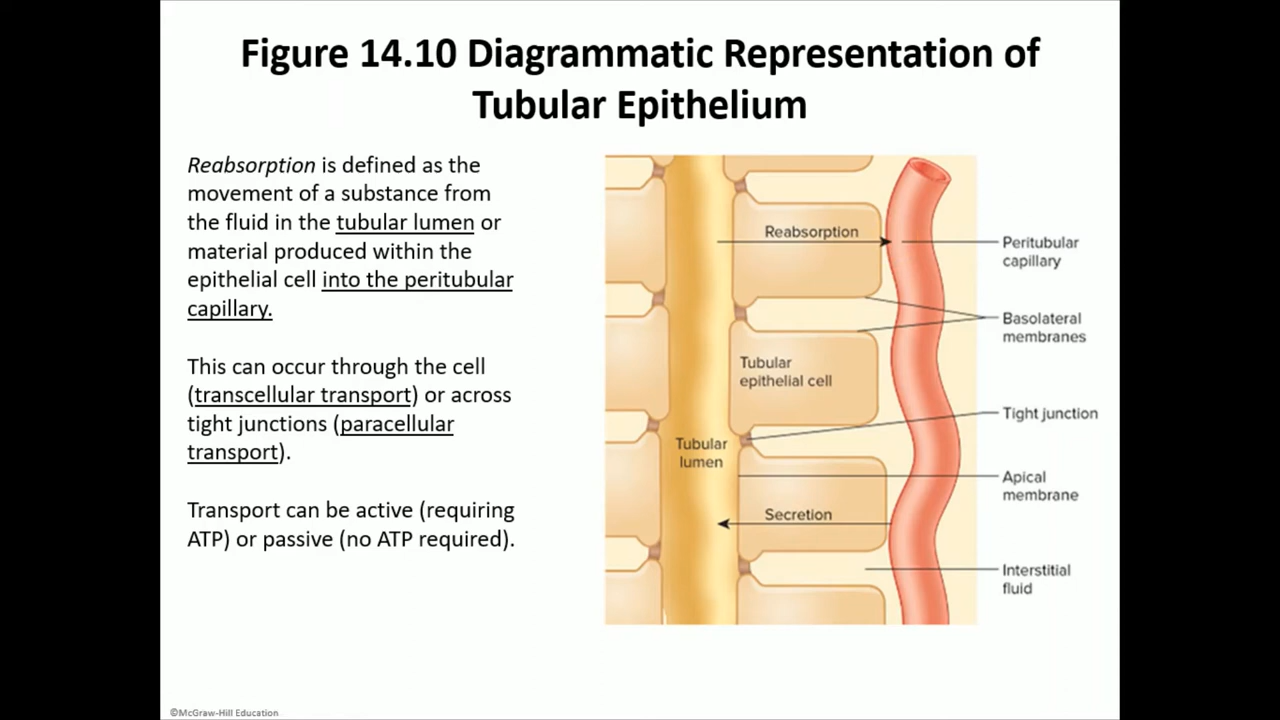 Figure 14.10 Diagrammatic Representation of
Tubular Epithelium
Reabsorption is defined as the
movement of a substance from
the fluid in the tubular lumen or
material produced within the
epithelial cell into the peritubular
capillary.
This can occur through the cell
(transcellular transport) or across
tight junctions (paracellular
transport).
Transport can be active (requiring
ATP) or passive (no ATP required).
Reabsorption
Peritubular
capillary
Basolateral
membranes
Tubular
epithelial cell
Tight junction
Tubular
lumen
Apical
membrane
Secretion
Interstitial
fluid
©McGraw-Hill Education